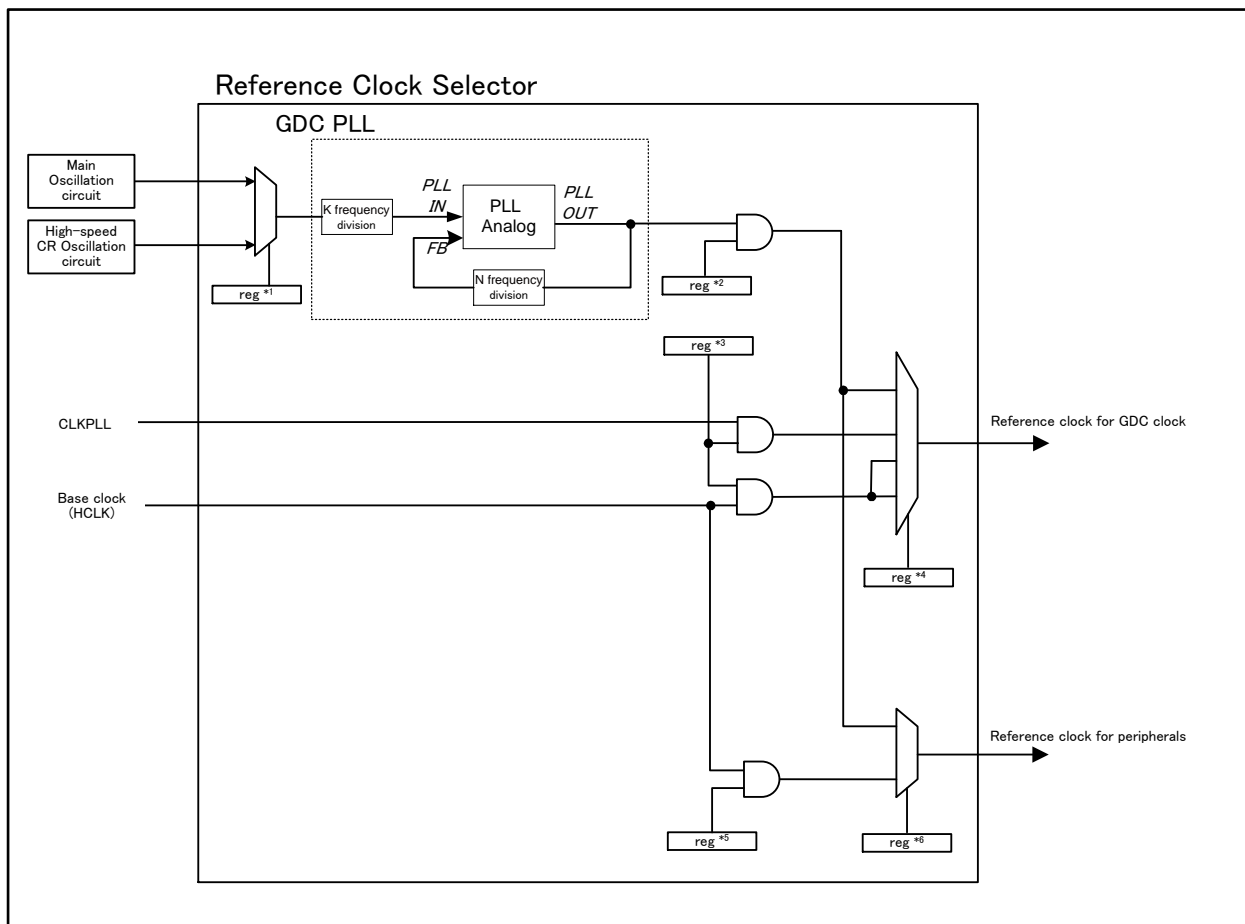 Reference Clock Selector
GDC PLL
Main
Oscillation
circuit
High-speed
CR Oscillation
circuit
reg *1
K frequency
division
PLL
IN
FB
PLL
Analog
PLL
OUT
N frequency
division
reg *2
reg *3
CLKPLL
Base clock
(HCLK)
Reference clock for GDC clock
reg *4
Reference clock for peripherals
reg *5
reg *6